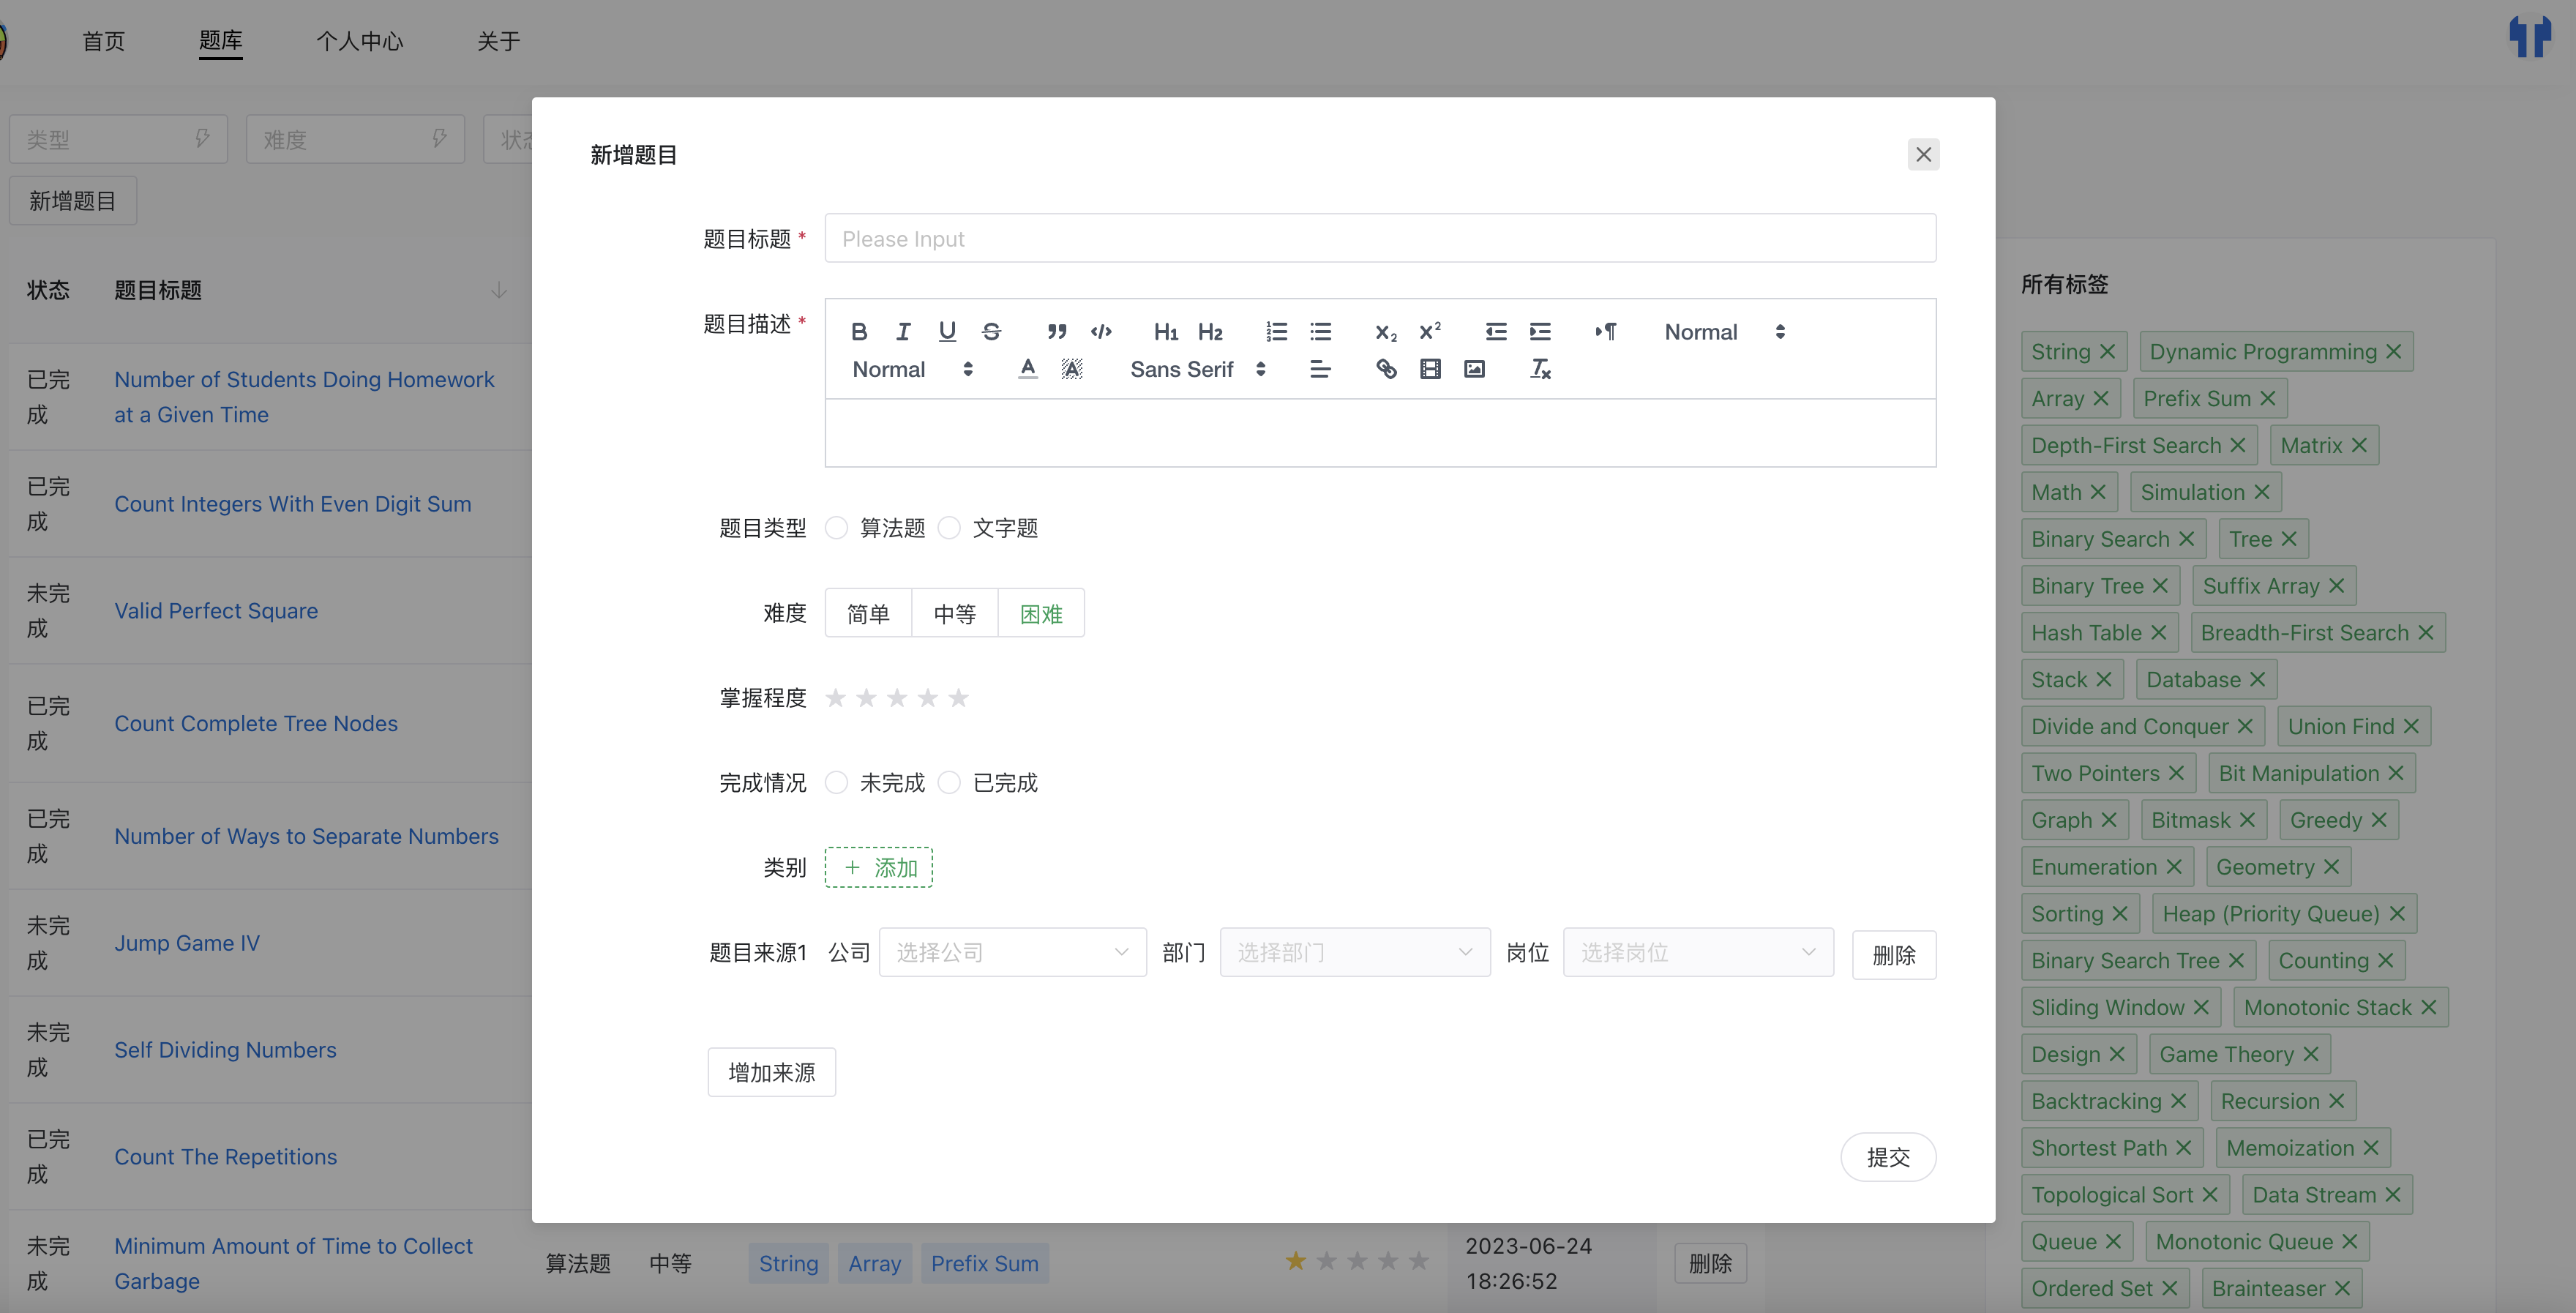 首页 题库 个人中心 关于
类型 难度 状态
新增题目
状态 题目标题
已完成 Number of Students Doing Homework at a Given Time
已完成 Count Integers With Even Digit Sum
未完成 Valid Perfect Square
已完成 Count Complete Tree Nodes
已完成 Number of Ways to Separate Numbers
未完成 Jump Game IV
未完成 Self Dividing Numbers
已完成 Count The Repetitions
未完成 Minimum Amount of Time to Collect Garbage 算法题 中等 String Array Prefix Sum 2023-06-24 18:26:52 删除
新增题目
题目标题 * Please Input
题目描述 *
B I U S H1 H2 X2 X2 Normal
Normal A A Sans Serif Tx
题目类型 算法题 文字题
难度 简单 中等 困难
掌握程度
完成情况 未完成 已完成
类别 + 添加
题目来源1 公司 选择公司 部门 选择部门 岗位 选择岗位 删除
增加来源
提交
所有标签
String Dynamic Programming
Array Prefix Sum
Depth-First Search Matrix
Math Simulation
Binary Search Tree
Binary Tree Suffix Array
Hash Table Breadth-First Search
Stack Database
Divide and Conquer Union Find
Two Pointers Bit Manipulation
Graph Bitmask Greedy
Enumeration Geometry
Sorting Heap (Priority Queue)
Binary Search Tree Counting
Sliding Window Monotonic Stack
Design Game Theory
Backtracking Recursion
Shortest Path Memoization
Topological Sort Data Stream
Queue Monotonic Queue
Ordered Set Brainteaser